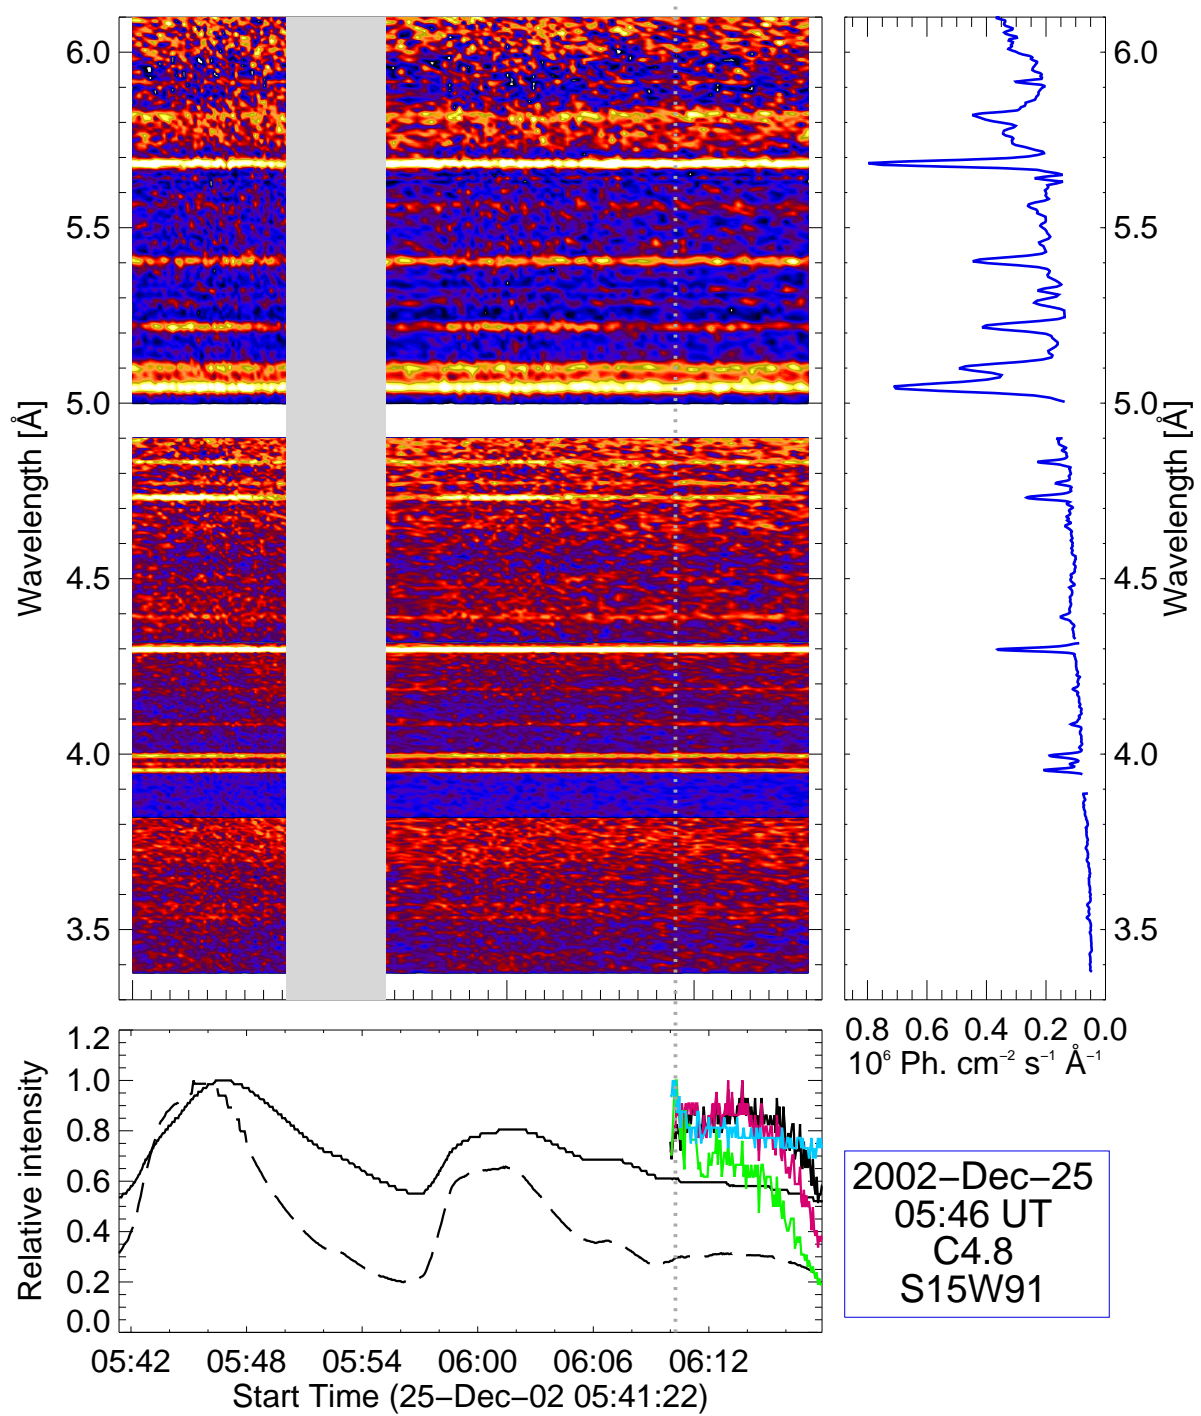 6.0
5.5
5.0
4.5
4.0
3.5
Wavelength [Å]
6.0
5.5
5.0
4.5
4.0
3.5
Wavelength [Å]
0.8 0.6 0.4 0.2 0.0
10⁶ Ph. cm⁻² s⁻¹ Å⁻¹
1.2
1.0
0.8
0.6
0.4
0.2
0.0
Relative intensity
05:42 05:48 05:54 06:00 06:06 06:12
Start Time (25−Dec−02 05:41:22)
2002−Dec−25
05:46 UT
C4.8
S15W91